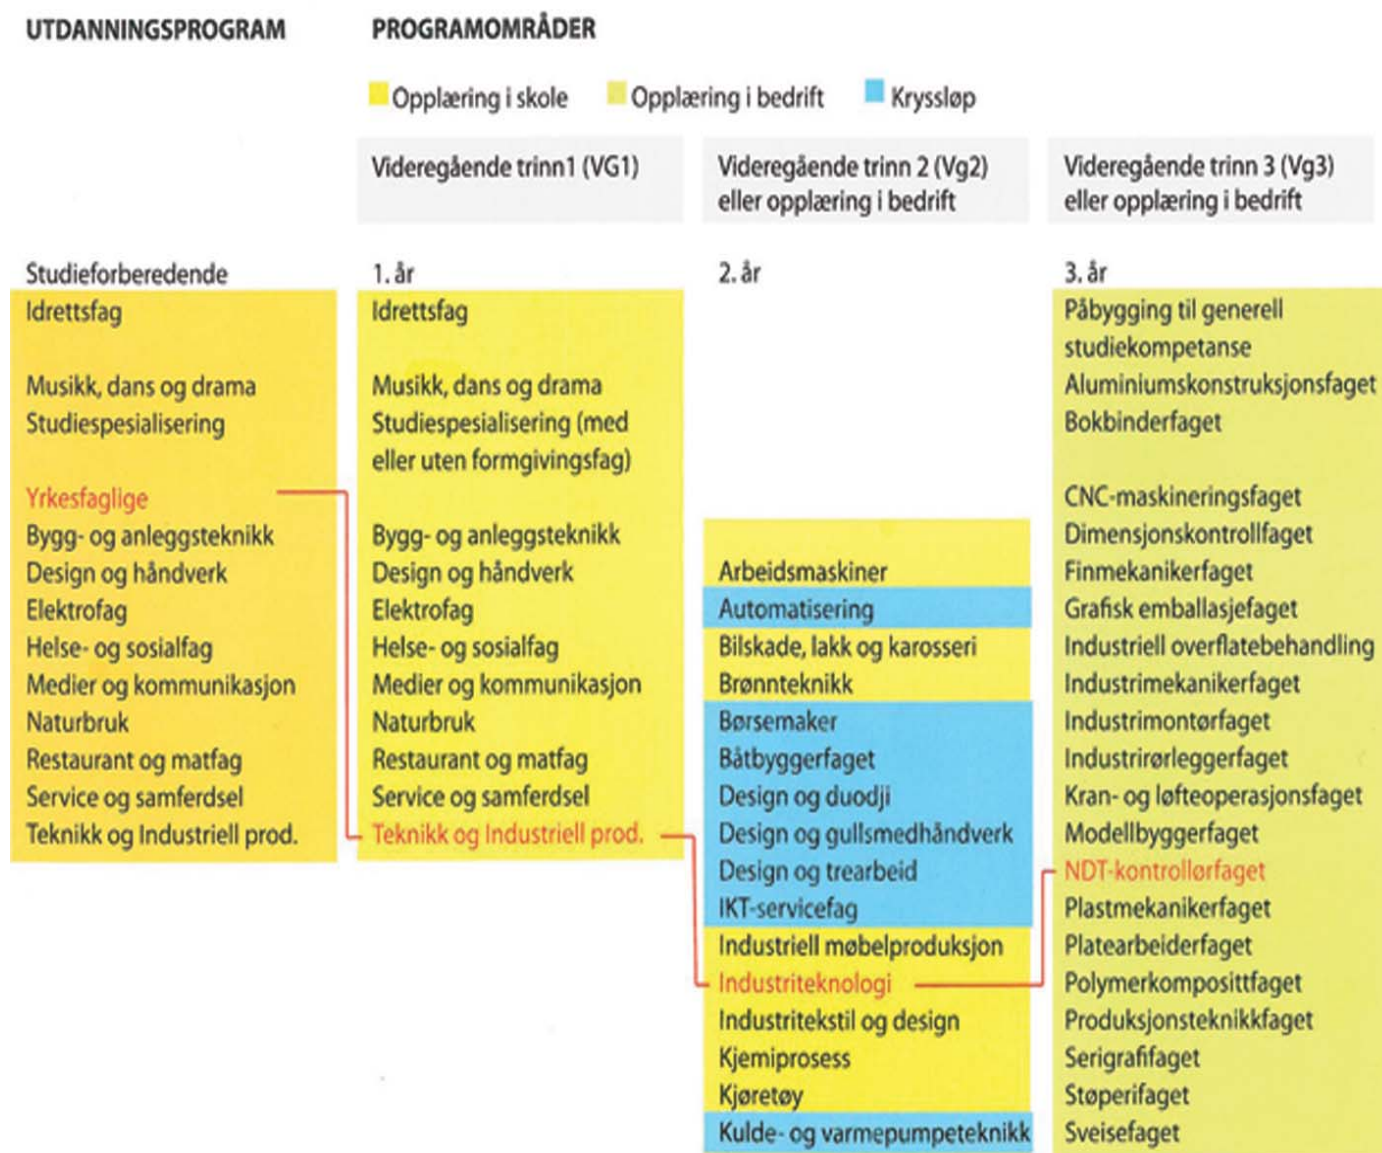 UTDANNINGSPROGRAM
PROGRAMOMRÅDER
Opplæring i skole
Opplæring i bedrift
Kryssløp
Videregående trinn1 (VG1)
Videregående trinn 2 (Vg2)
eller opplæring i bedrift
Videregående trinn 3 (Vg3)
eller opplæring i bedrift
Studieforberedende
Idrettsfag
Musikk, dans og drama
Studiespesialisering
Yrkesfaglige
Bygg- og anleggsteknikk
Design og håndverk
Elektrofag
Helse- og sosialfag
Medier og kommunikasjon
Naturbruk
Restaurant og matfag
Service og samferdsel
Teknikk og Industriell prod.
1. år
Idrettsfag
Musikk, dans og drama
Studiespesialisering (med
eller uten formgivingsfag)
Bygg- og anleggsteknikk
Design og håndverk
Elektrofag
Helse- og sosialfag
Medier og kommunikasjon
Naturbruk
Restaurant og matfag
Service og samferdsel
Teknikk og Industriell prod.
2. år
Arbeidsmaskiner
Automatisering
Bilskade, lakk og karosseri
Brønnteknikk
Børsemaker
Båtbyggerfaget
Design og duodji
Design og gullsmedhåndverk
Design og trearbeid
IKT-servicefag
Industriell møbelproduksjon
Industriteknologi
Industritekstil og design
Kjemiprosess
Kjøretøy
Kulde- og varmepumpeteknikk
3. år
Påbygging til generell
studiekompetanse
Aluminiumskonstruksjonsfaget
Bokbinderfaget
CNC-maskineringsfaget
Dimensjonskontrollfaget
Finmekanikerfaget
Grafisk emballasjefaget
Industriell overflatebehandling
Industrimekanikerfaget
Industrimontørfaget
Industrirørleggerfaget
Kran- og løfteoperasjonsfaget
Modellbyggerfaget
NDT-kontrollørfaget
Plastmekanikerfaget
Platearbeiderfaget
Polymerkomposittfaget
Produksjonsteknikkfaget
Serigrafifaget
Støperifaget
Sveisefaget